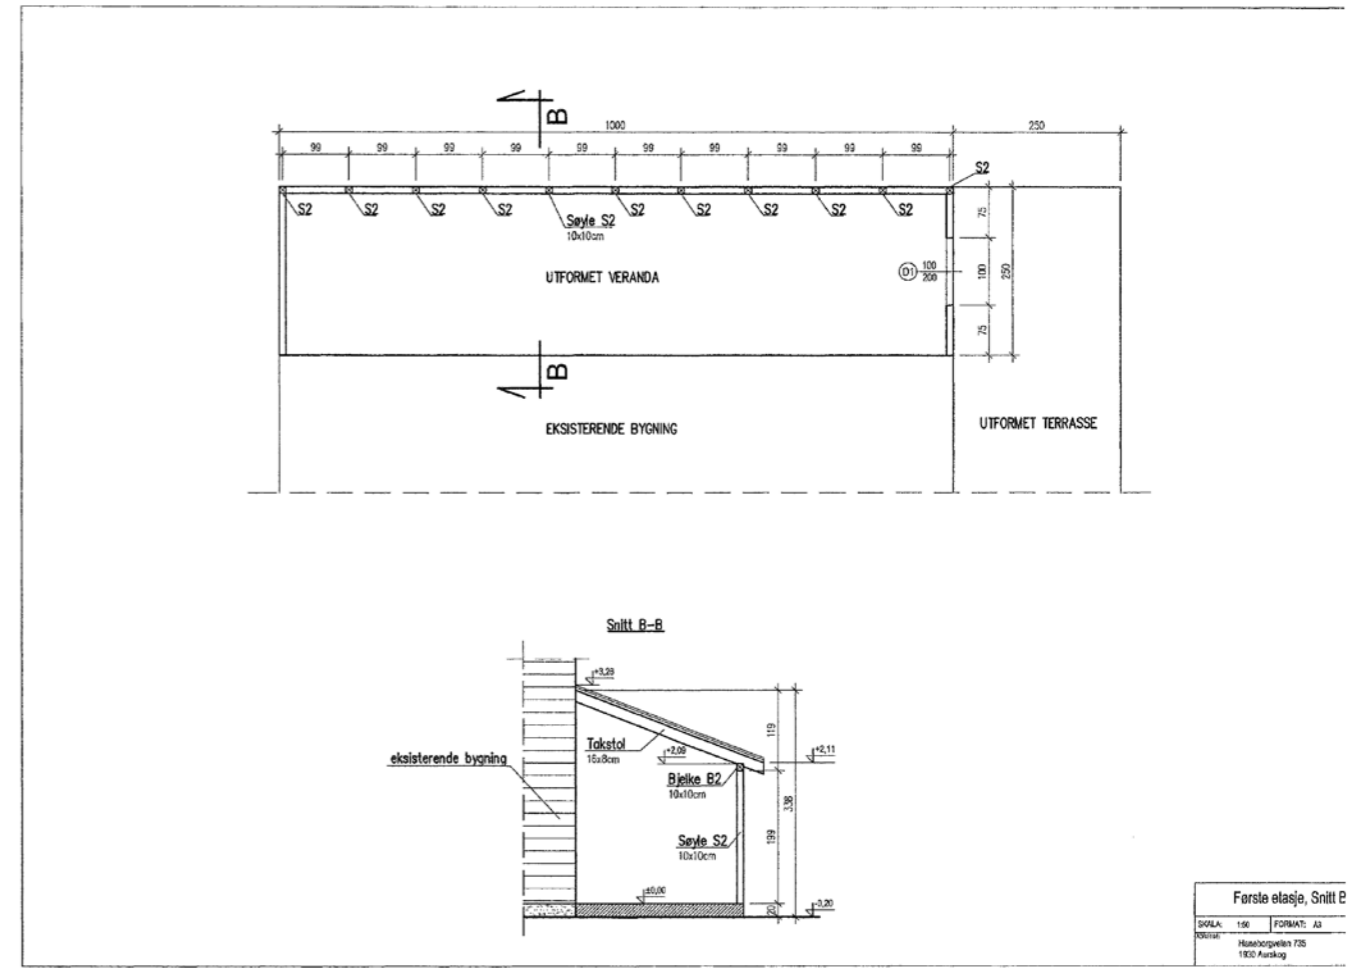 B
1000
250
99 99 99 99 99 99 99 99 99 99
S2
S2 S2 S2 S2 S2 S2 S2 S2 S2
Søyle S2
10x10cm
75
100
250
75
D1 100
200
UTFORMET VERANDA
B
EKSISTERENDE BYGNING
UTFORMET TERRASSE
Snitt B-B
Takstol
+2,09
+2,11
119
eksisterende bygning
Bjelke B2
10x10cm
338
199
Søyle S2
10x10cm
±0,00
20
-0,20
Første etasje, Snitt B
SKALA: 1:50 FORMAT: A3
1930 Aurskog